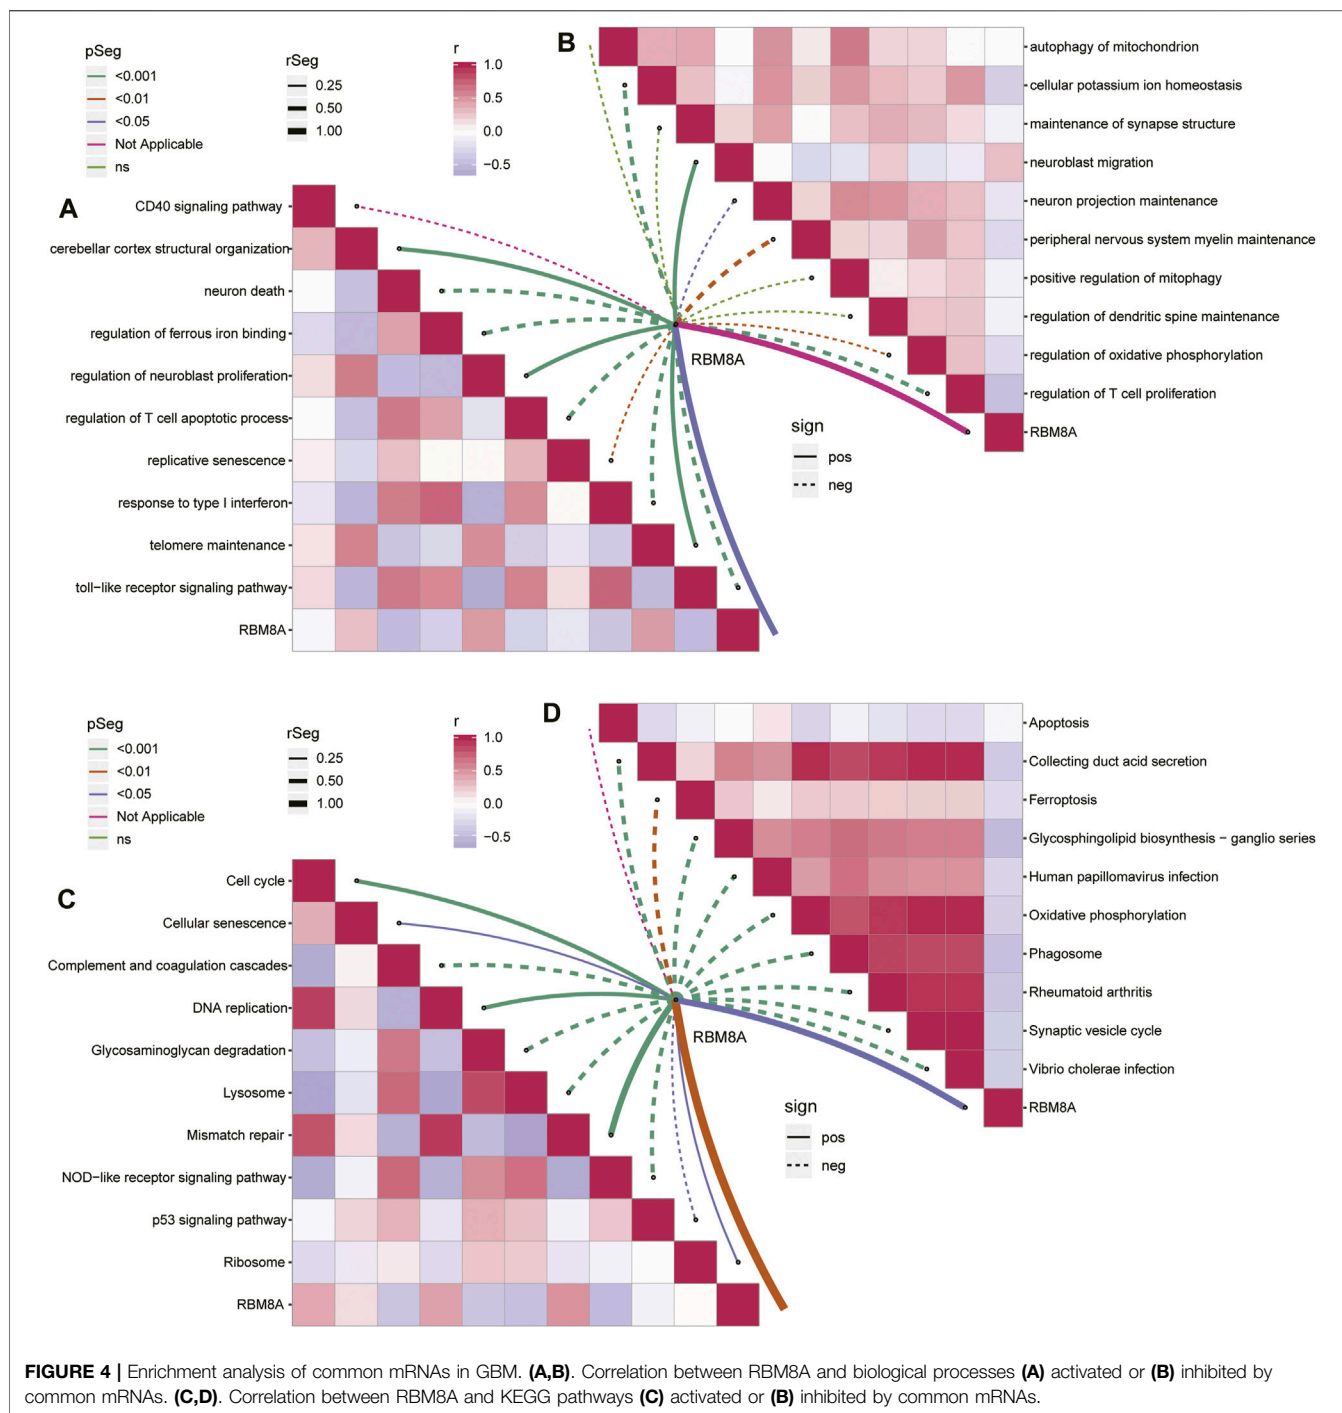 pSeg
<0.001
<0.01
<0.05
Not Applicable
ns
rSeg
0.25
0.50
1.00
r
1.0
0.5
0.0
−0.5
B
autophagy of mitochondrion
cellular potassium ion homeostasis
maintenance of synapse structure
neuroblast migration
neuron projection maintenance
peripheral nervous system myelin maintenance
positive regulation of mitophagy
regulation of dendritic spine maintenance
regulation of oxidative phosphorylation
regulation of T cell proliferation
RBM8A
A
CD40 signaling pathway
cerebellar cortex structural organization
neuron death
regulation of ferrous iron binding
regulation of neuroblast proliferation
regulation of T cell apoptotic process
replicative senescence
response to type I interferon
telomere maintenance
toll−like receptor signaling pathway
RBM8A
RBM8A
sign
pos
neg
pSeg
<0.001
<0.01
<0.05
Not Applicable
ns
rSeg
0.25
0.50
1.00
r
1.0
0.5
0.0
−0.5
D
Apoptosis
Collecting duct acid secretion
Ferroptosis
Glycosphingolipid biosynthesis − ganglio series
Human papillomavirus infection
Oxidative phosphorylation
Phagosome
Rheumatoid arthritis
Synaptic vesicle cycle
Vibrio cholerae infection
RBM8A
C
Cell cycle
Cellular senescence
Complement and coagulation cascades
DNA replication
Glycosaminoglycan degradation
Lysosome
Mismatch repair
NOD−like receptor signaling pathway
p53 signaling pathway
Ribosome
RBM8A
RBM8A
sign
pos
neg
FIGURE 4 | Enrichment analysis of common mRNAs in GBM. (A,B). Correlation between RBM8A and biological processes (A) activated or (B) inhibited by
common mRNAs. (C,D). Correlation between RBM8A and KEGG pathways (C) activated or (B) inhibited by common mRNAs.